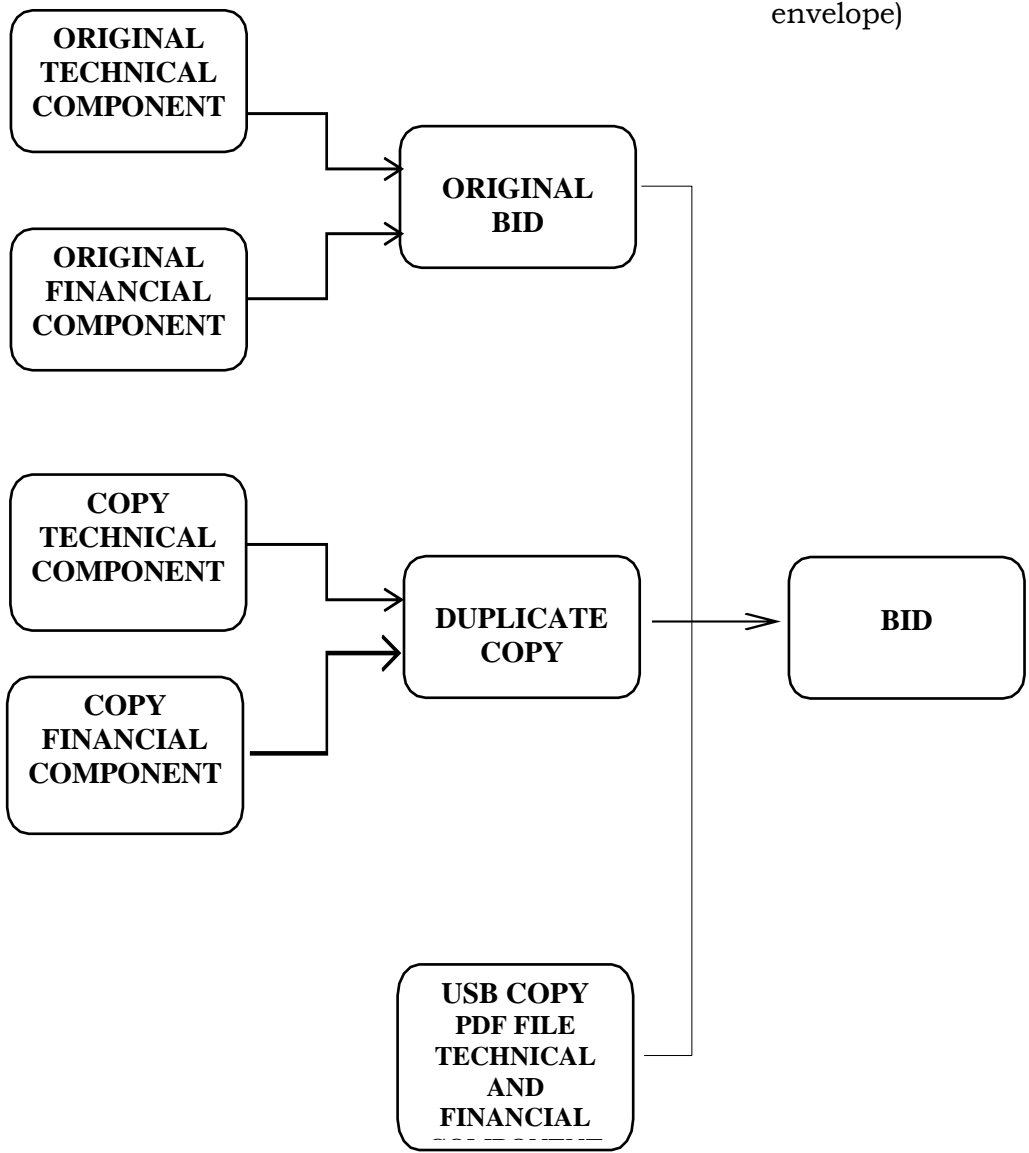 envelope)
ORIGINAL
TECHNICAL
COMPONENT
ORIGINAL
BID
ORIGINAL
FINANCIAL
COMPONENT
COPY
TECHNICAL
COMPONENT
DUPLICATE
COPY
BID
COPY
FINANCIAL
COMPONENT
USB COPY
PDF FILE
TECHNICAL
AND
FINANCIAL